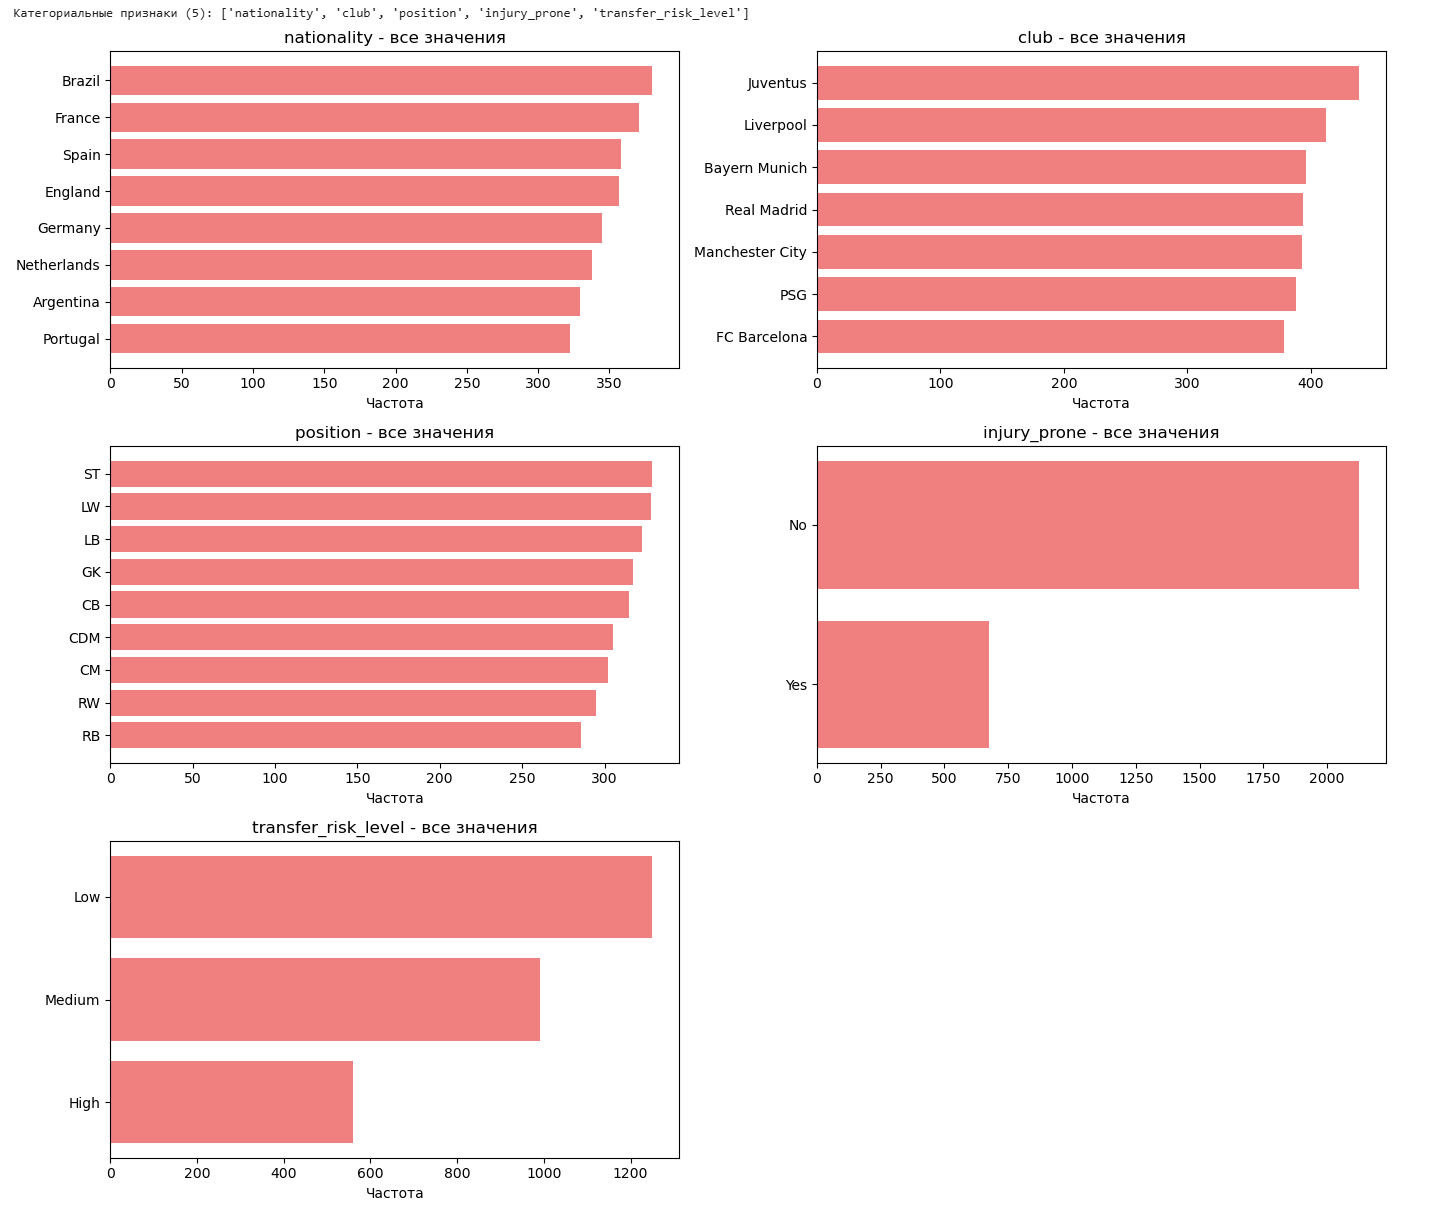 Категориальные признаки (5): ['nationality', 'club', 'position', 'injury_prone', 'transfer_risk_level']
nationality - все значения
Brazil
France
Spain
England
Germany
Netherlands
Argentina
Portugal
0 50 100 150 200 250 300 350
Частота
club - все значения
Juventus
Liverpool
Bayern Munich
Real Madrid
Manchester City
PSG
FC Barcelona
0 100 200 300 400
Частота
position - все значения
ST
LW
LB
GK
CB
CDM
CM
RW
RB
0 50 100 150 200 250 300
Частота
injury_prone - все значения
No
Yes
0 250 500 750 1000 1250 1500 1750 2000
Частота
transfer_risk_level - все значения
Low
Medium
High
0 200 400 600 800 1000 1200
Частота